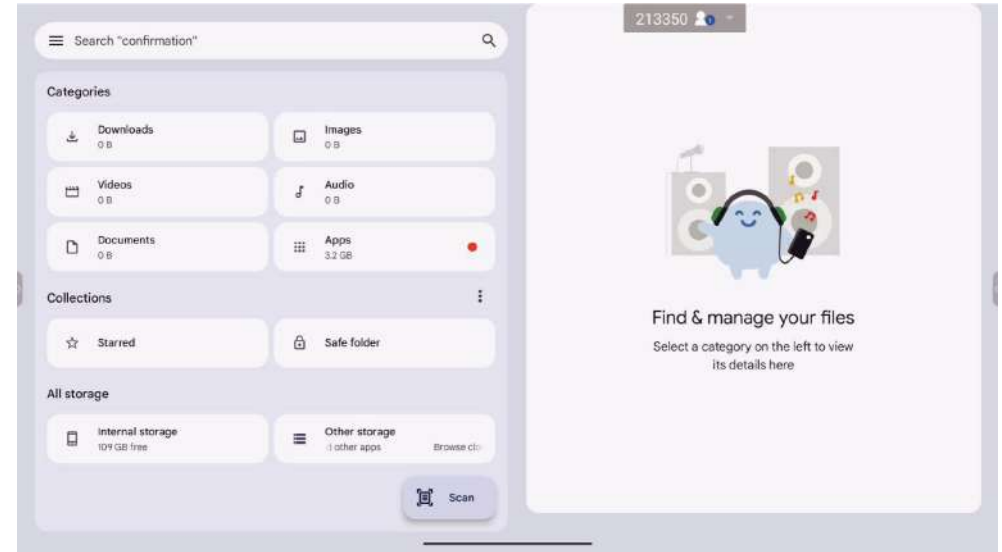 213350
Search "confirmation"
Categories
Downloads
0 B
Images
0 B
Videos
0 B
Audio
0 B
Documents
0 B
Apps
3.2 GB
Collections
Starred
Safe folder
All storage
Internal storage
109 GB free
Other storage
other apps Browse clo
Scan
Find & manage your files
Select a category on the left to view
its details here